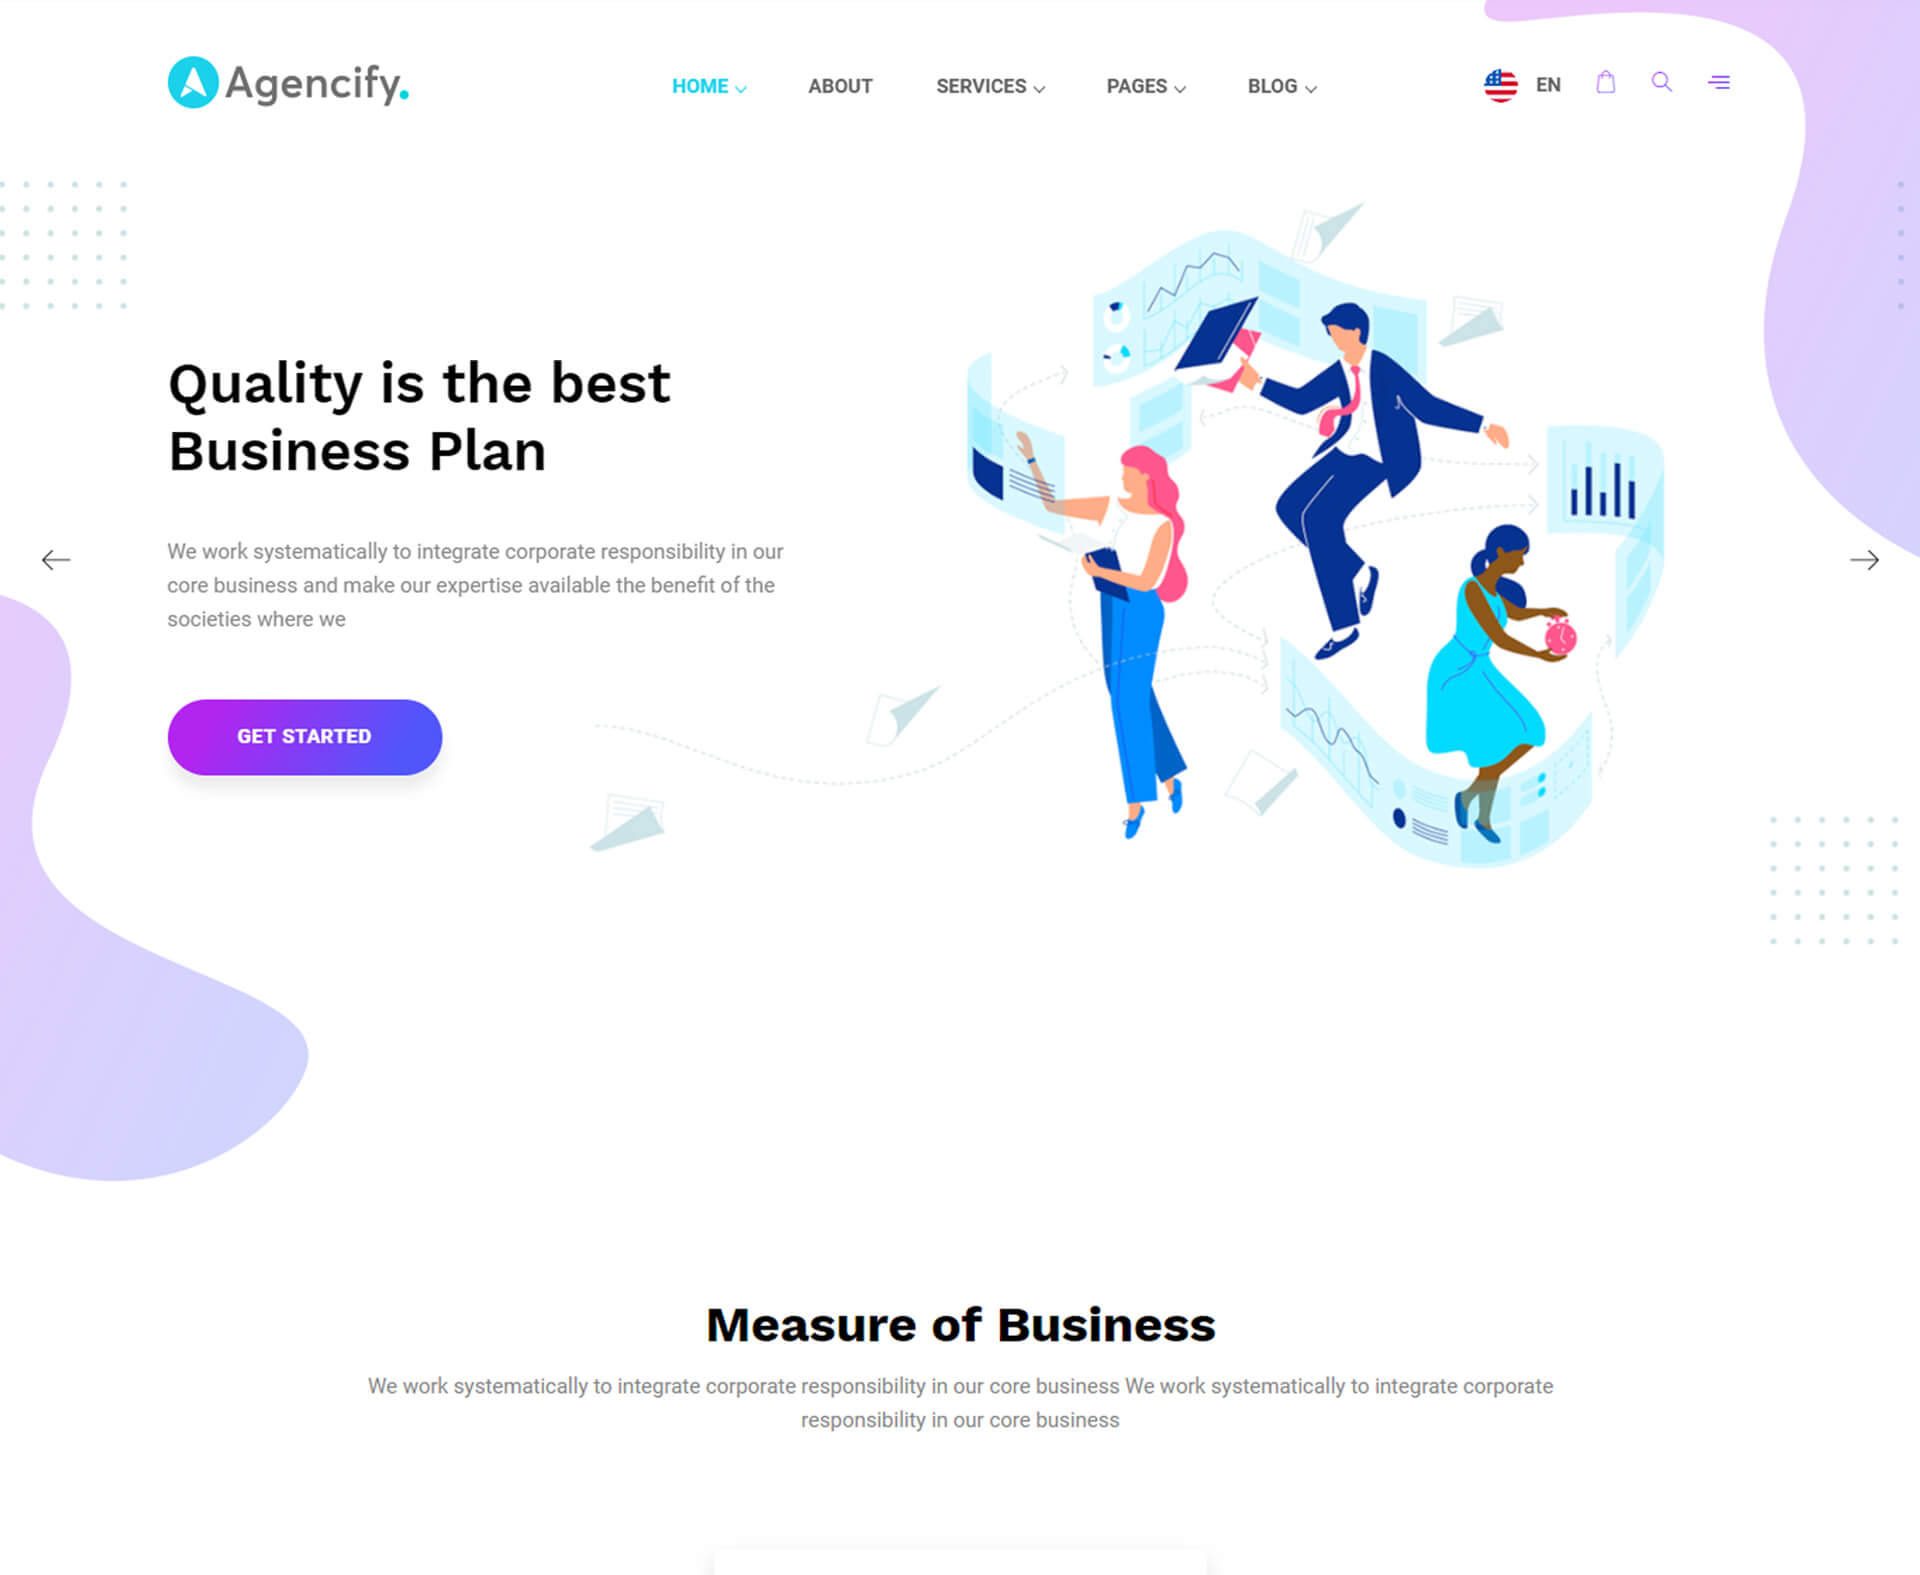 Agencify.
HOME
ABOUT
SERVICES
PAGES
BLOG
EN
Quality is the best
Business Plan
We work systematically to integrate corporate responsibility in our
core business and make our expertise available the benefit of the
societies where we
GET STARTED
Measure of Business
We work systematically to integrate corporate responsibility in our core business We work systematically to integrate corporate
responsibility in our core business